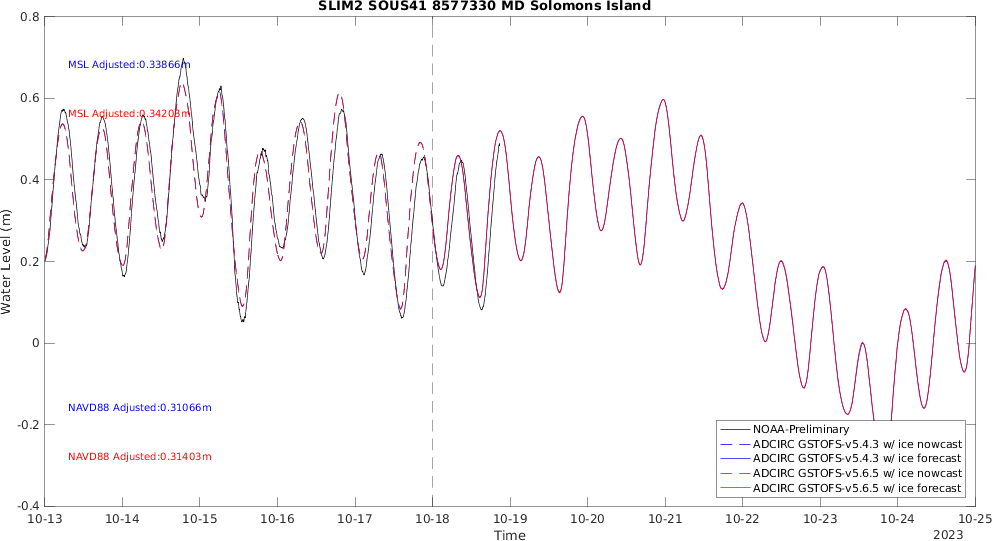 SLIM2 SOUS41 8577330 MD Solomons Island
0.8
0.6
0.4
0.2
0
-0.2
-0.4
Water Level (m)
MSL Adjusted:0.33866m
MSL Adjusted:0.34203m
NAVD88 Adjusted:0.31066m
NAVD88 Adjusted:0.31403m
NOAA-Preliminary
ADCIRC GSTOFS-v5.4.3 w/ ice nowcast
ADCIRC GSTOFS-v5.4.3 w/ ice forecast
ADCIRC GSTOFS-v5.6.5 w/ ice nowcast
ADCIRC GSTOFS-v5.6.5 w/ ice forecast
10-13 10-14 10-15 10-16 10-17 10-18 10-19 10-20 10-21 10-22 10-23 10-24 10-25
Time
2023